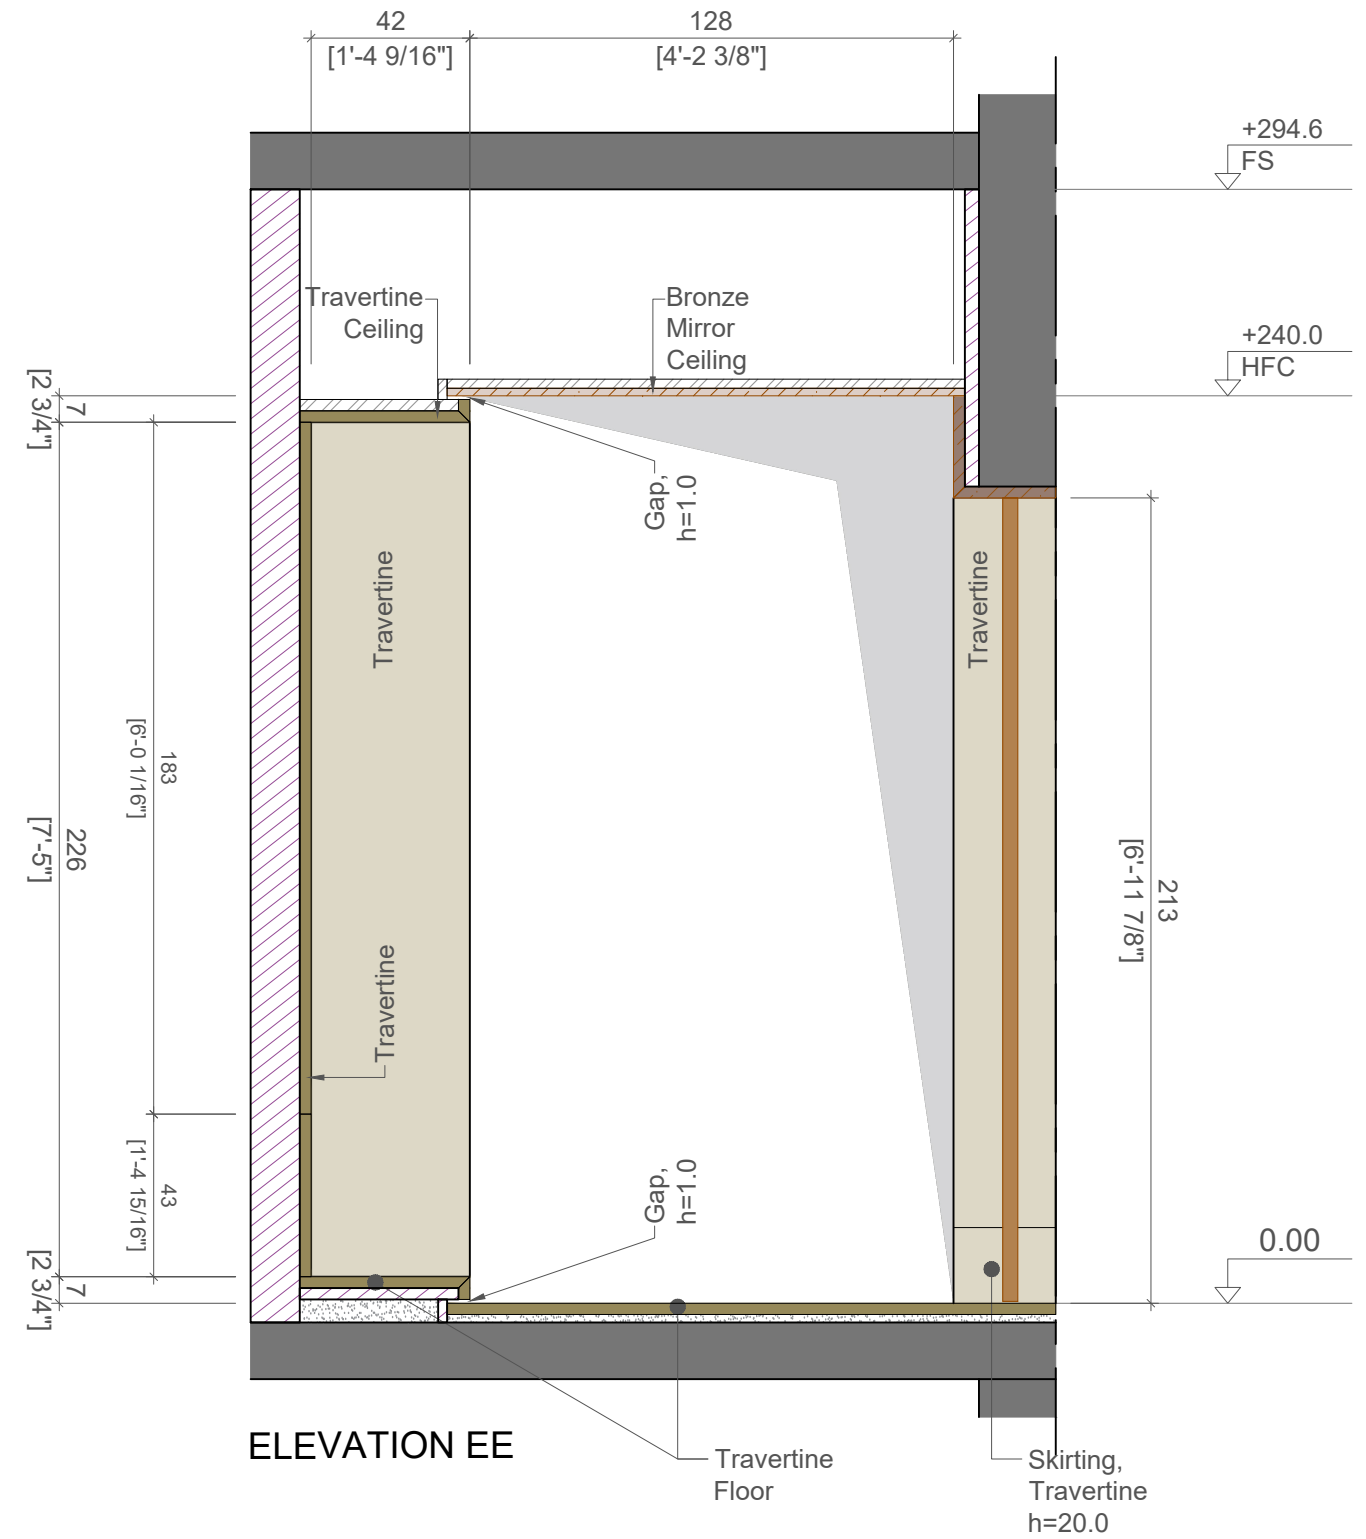 42
[1'-4 9/16"]
128
[4'-2 3/8"]
+294.6
FS
+240.0
HFC
Travertine
Ceiling
Bronze
Mirror
Ceiling
7
[2 3/4"]
Gap,
h=1.0
Travertine
Travertine
183
[6'-0 1/16"]
226
[7'-5"]
213
[6'-11 7/8"]
Travertine
43
[1'-4 15/16"]
Gap,
h=1.0
7
[2 3/4"]
0.00
ELEVATION EE
Travertine
Floor
Skirting,
Travertine
h=20.0